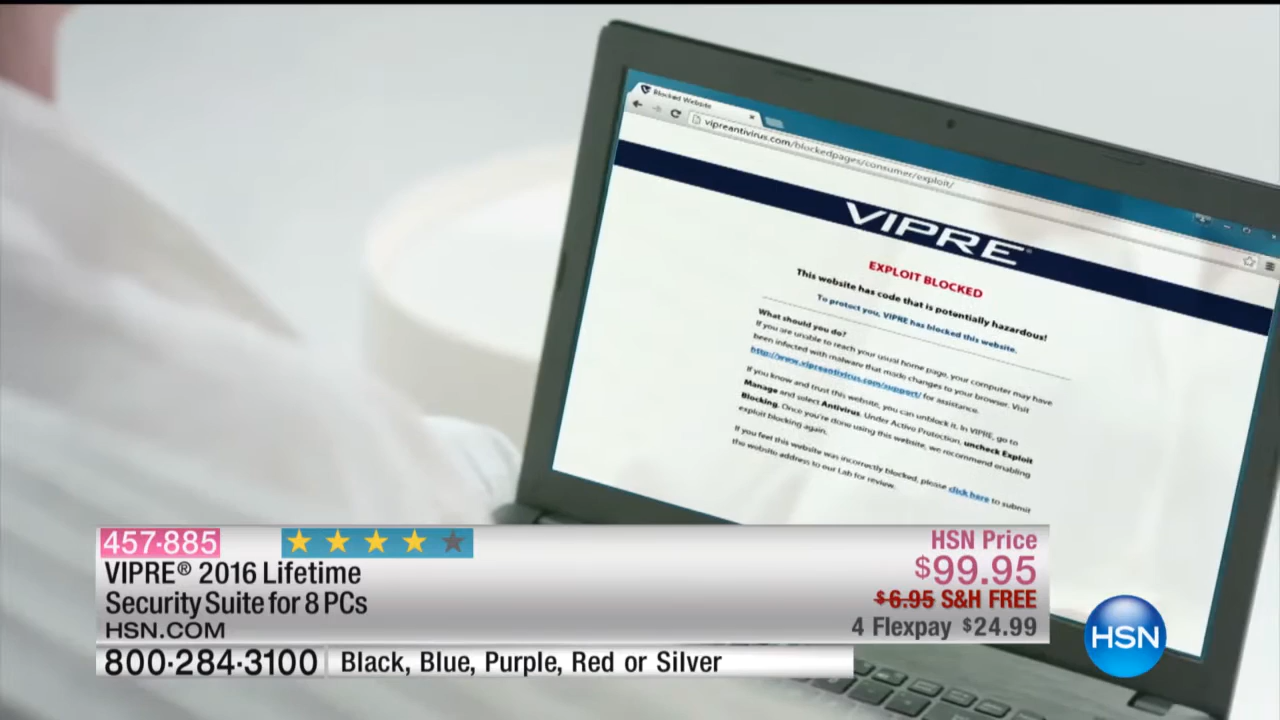 Blocked Website
vipreantivirus.com/blockedpages/consumer/exploit/
VIPRE®
EXPLOIT BLOCKED
This website has code that is potentially hazardous!
To protect you, VIPRE has blocked this website.
What should you do?
If you are unable to reach your usual home page, your computer may have
been infected with malware that made changes to your browser. Visit
http://www.vipreantivirus.com/support/ for assistance.
If you know and trust this website, you can unblock it. In VIPRE, go to
Manage and select Antivirus. Under Active Protection, uncheck Exploit
Blocking. Once you're done using this website, we recommend enabling
exploit blocking again.
If you feel this website was incorrectly blocked, please click here to submit
the website address to our Lab for review.
457·885
HSN Price
VIPRE® 2016 Lifetime
$99.95
Security Suite for 8 PCs
$6.95 S&H FREE
HSN.COM
4 Flexpay $24.99
HSN
800·284·3100
Black, Blue, Purple, Red or Silver